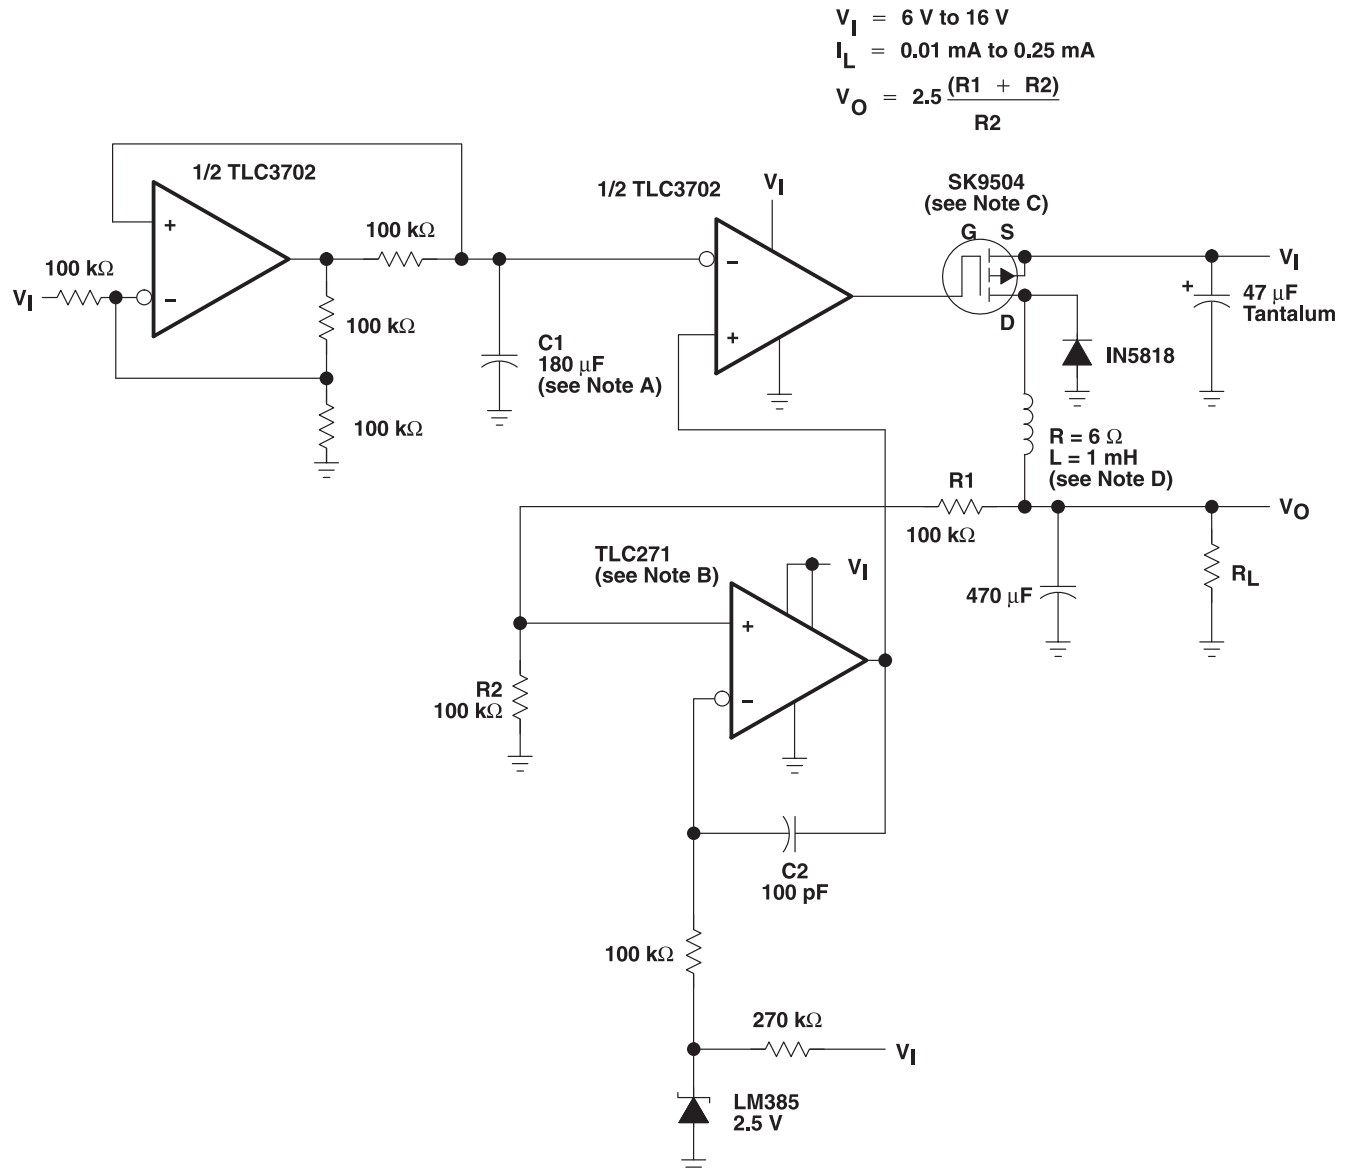 V_I = 6 V to 16 V
I_L = 0.01 mA to 0.25 mA
V_O = 2.5 (R1 + R2)
R2
1/2 TLC3702
1/2 TLC3702
V_I
SK9504
(see Note C)
G
S
D
100 kΩ
100 kΩ
V_I
+
−
−
+
V_I
+
47 µF
Tantalum
100 kΩ
C1
180 µF
(see Note A)
IN5818
100 kΩ
R = 6 Ω
L = 1 mH
(see Note D)
R1
100 kΩ
V_O
TLC271
(see Note B)
V_I
470 µF
R_L
+
−
R2
100 kΩ
C2
100 pF
100 kΩ
270 kΩ
V_I
LM385
2.5 V